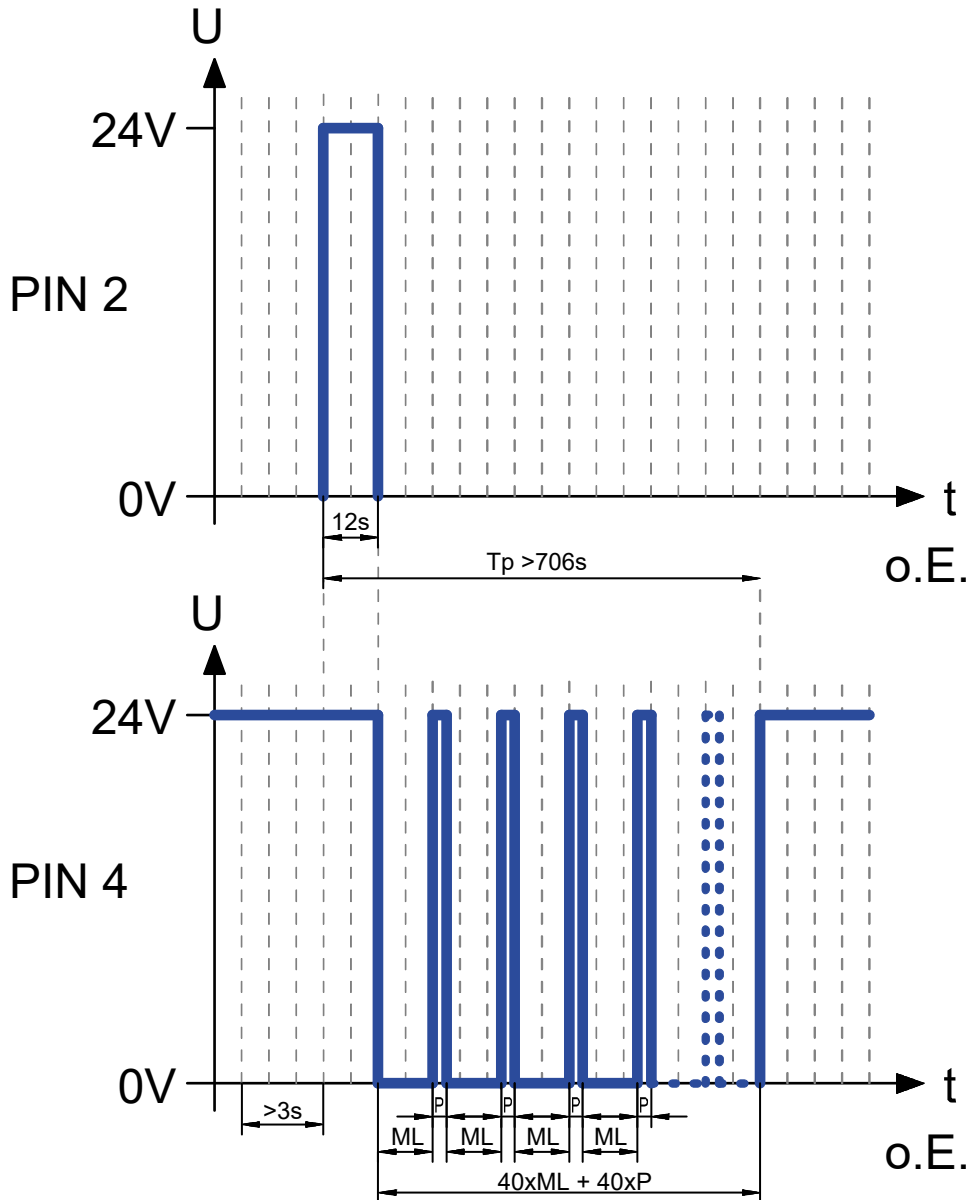 U
24V
PIN 2
0V
t
12s
Tp >706s
o.E.
U
24V
PIN 4
0V
t
>3s
P P P P
ML ML ML ML
o.E.
40xML + 40xP